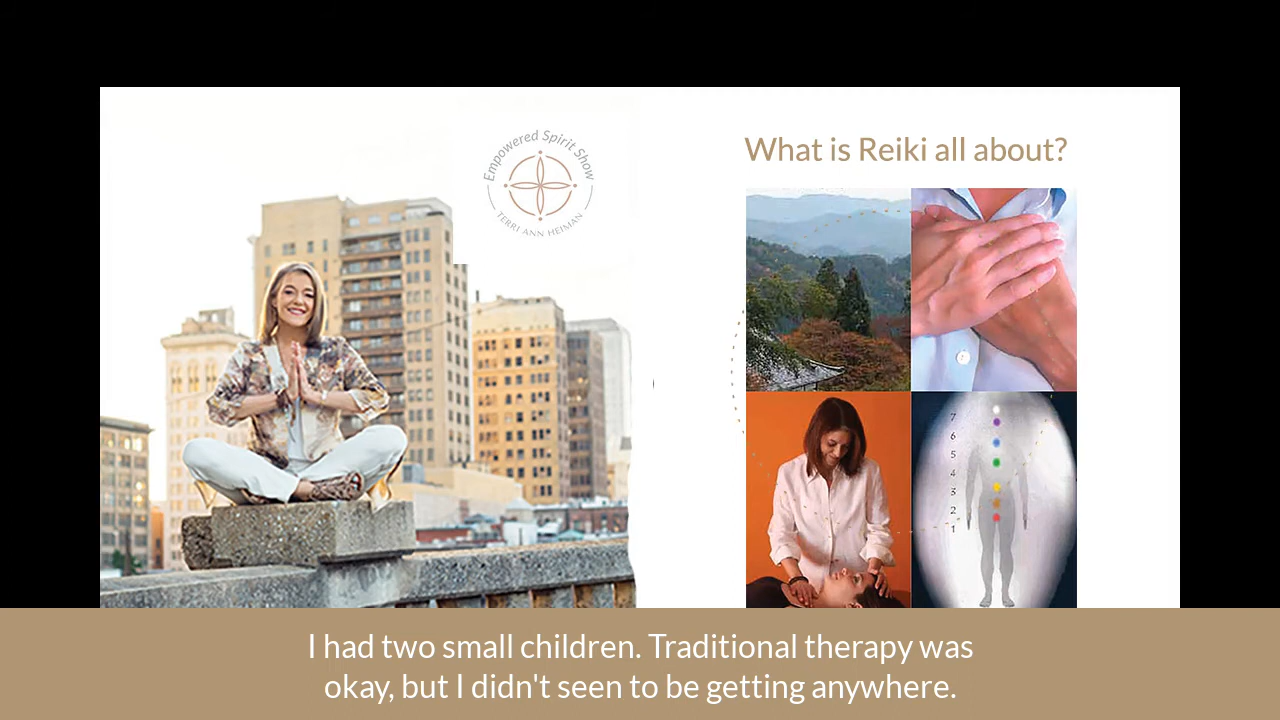 Empowered Spirit Show
TERRI ANN HEIMAN
What is Reiki all about?
7
6
5
4
3
2
1
I had two small children. Traditional therapy was
okay, but I didn't seen to be getting anywhere.